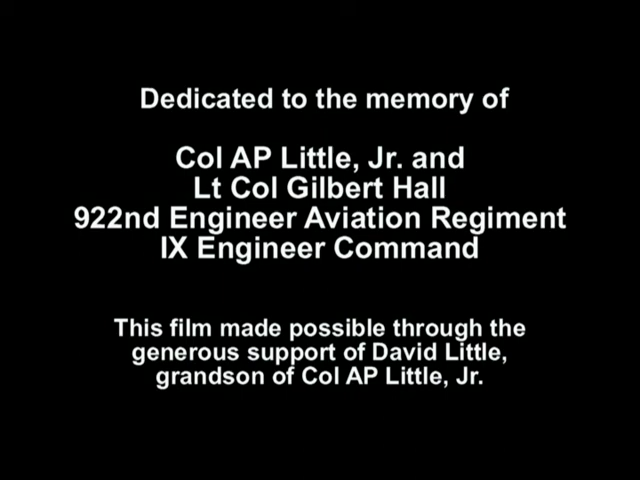 Dedicated to the memory of
Col AP Little, Jr. and
Lt Col Gilbert Hall
922nd Engineer Aviation Regiment
IX Engineer Command
This film made possible through the
generous support of David Little,
grandson of Col AP Little, Jr.